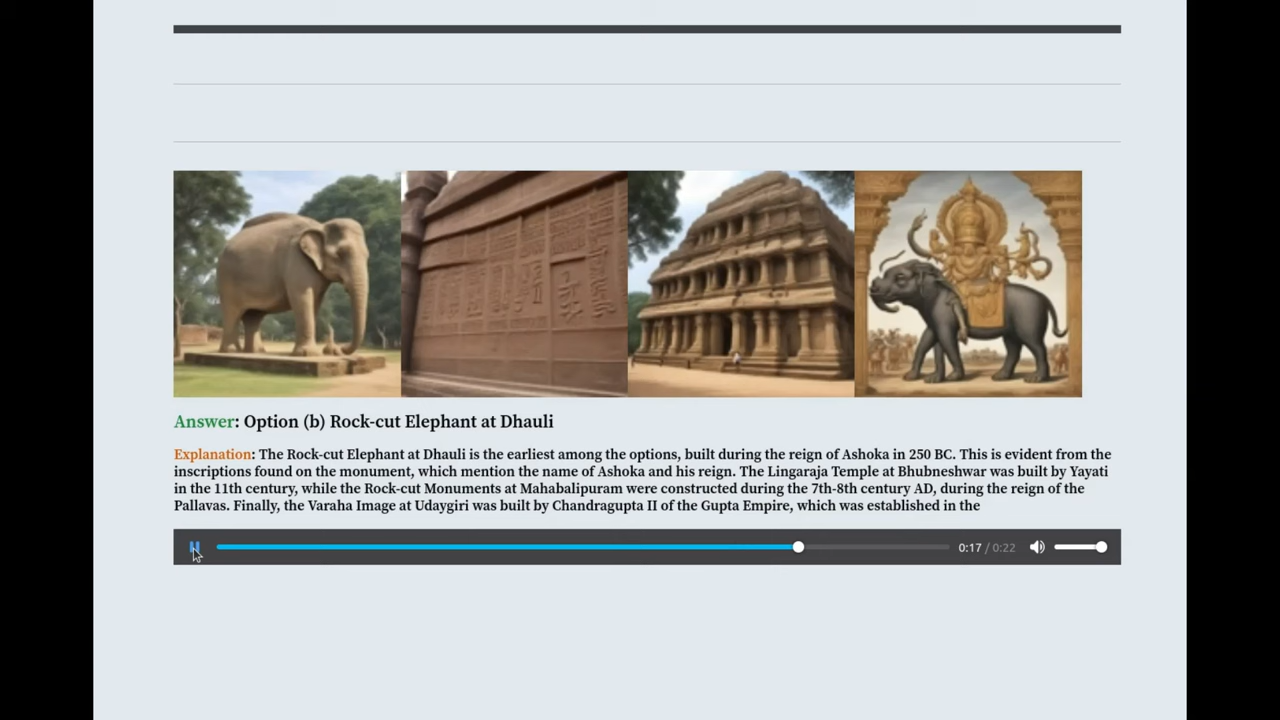 Answer: Option (b) Rock-cut Elephant at Dhauli
Explanation: The Rock-cut Elephant at Dhauli is the earliest among the options, built during the reign of Ashoka in 250 BC. This is evident from the
inscriptions found on the monument, which mention the name of Ashoka and his reign. The Lingaraja Temple at Bhubneshwar was built by Yayati
in the 11th century, while the Rock-cut Monuments at Mahabalipuram were constructed during the 7th-8th century AD, during the reign of the
Pallavas. Finally, the Varaha Image at Udaygiri was built by Chandragupta II of the Gupta Empire, which was established in the
0:17 / 0:22